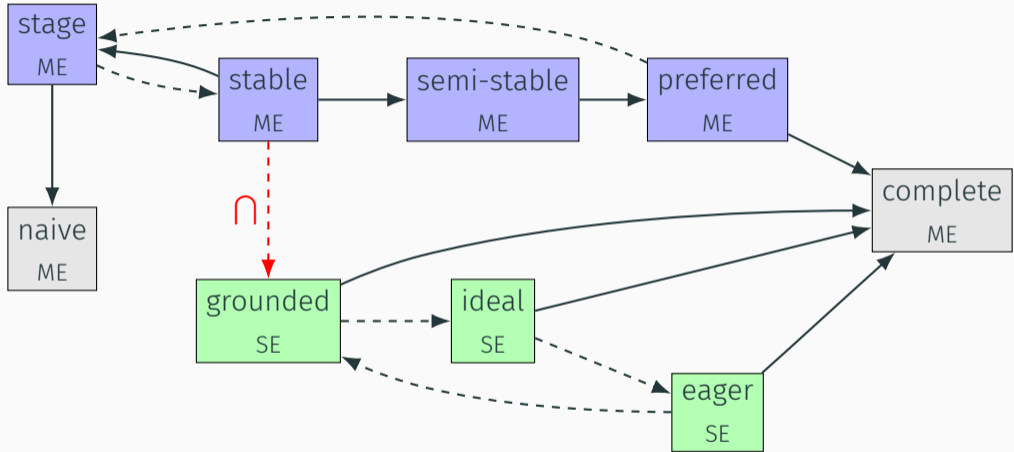 stage
ME
stable
ME
semi-stable
ME
preferred
ME
complete
ME
naive
ME
∩
grounded
SE
ideal
SE
eager
SE